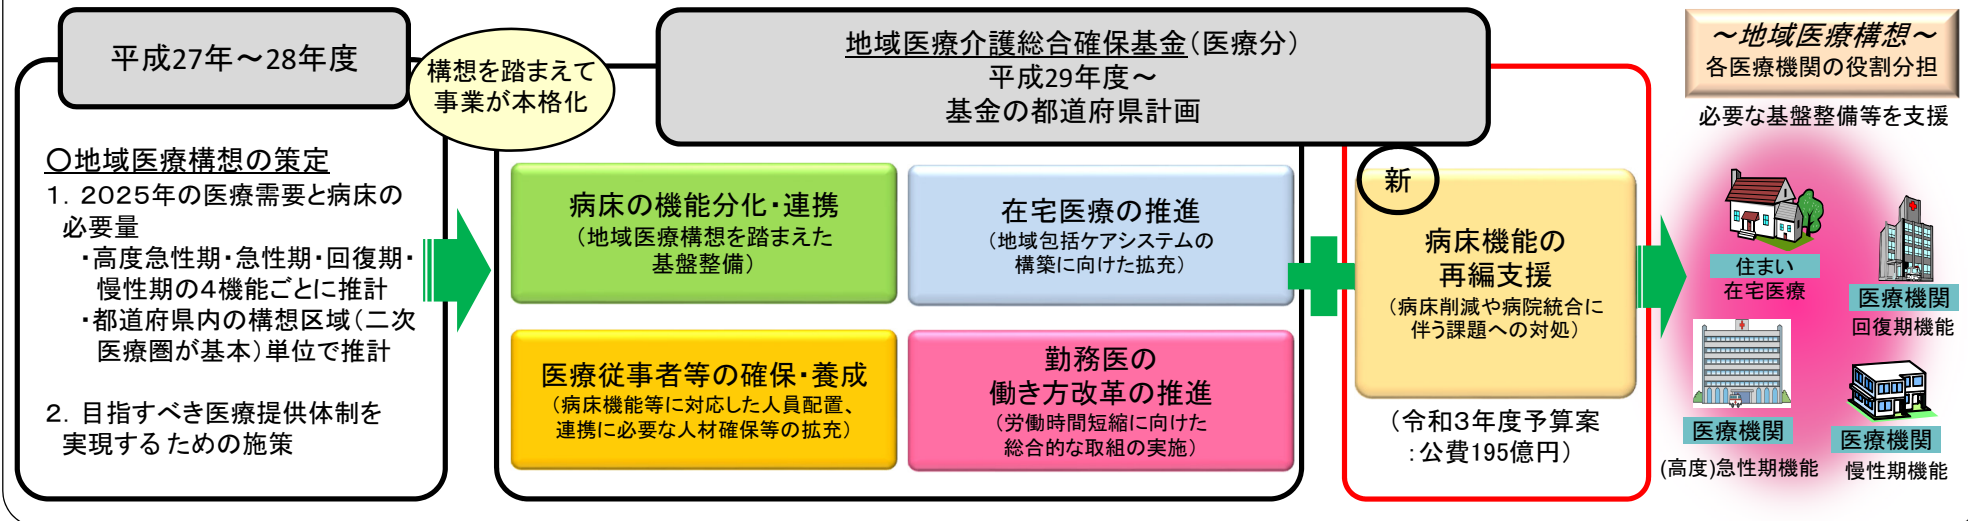 平成27年～28年度
〇地域医療構想の策定
1．2025年の医療需要と病床の
必要量
・高度急性期・急性期・回復期・
慢性期の4機能ごとに推計
・都道府県内の構想区域（二次
医療圏が基本）単位で推計
2．目指すべき医療提供体制を
実現するための施策
構想を踏まえて
事業が本格化
地域医療介護総合確保基金（医療分）
平成29年度～
基金の都道府県計画
病床の機能分化・連携
（地域医療構想を踏まえた
基盤整備）
在宅医療の推進
（地域包括ケアシステムの
構築に向けた拡充）
医療従事者等の確保・養成
（病床機能等に対応した人員配置、
連携に必要な人材確保等の拡充）
勤務医の
働き方改革の推進
（労働時間短縮に向けた
総合的な取組の実施）
新
病床機能の
再編支援
（病床削減や病院統合に
伴う課題への対処）
（令和3年度予算案
：公費195億円）
～地域医療構想～
各医療機関の役割分担
必要な基盤整備等を支援
住まい
在宅医療
医療機関
回復期機能
医療機関
(高度)急性期機能
医療機関
慢性期機能